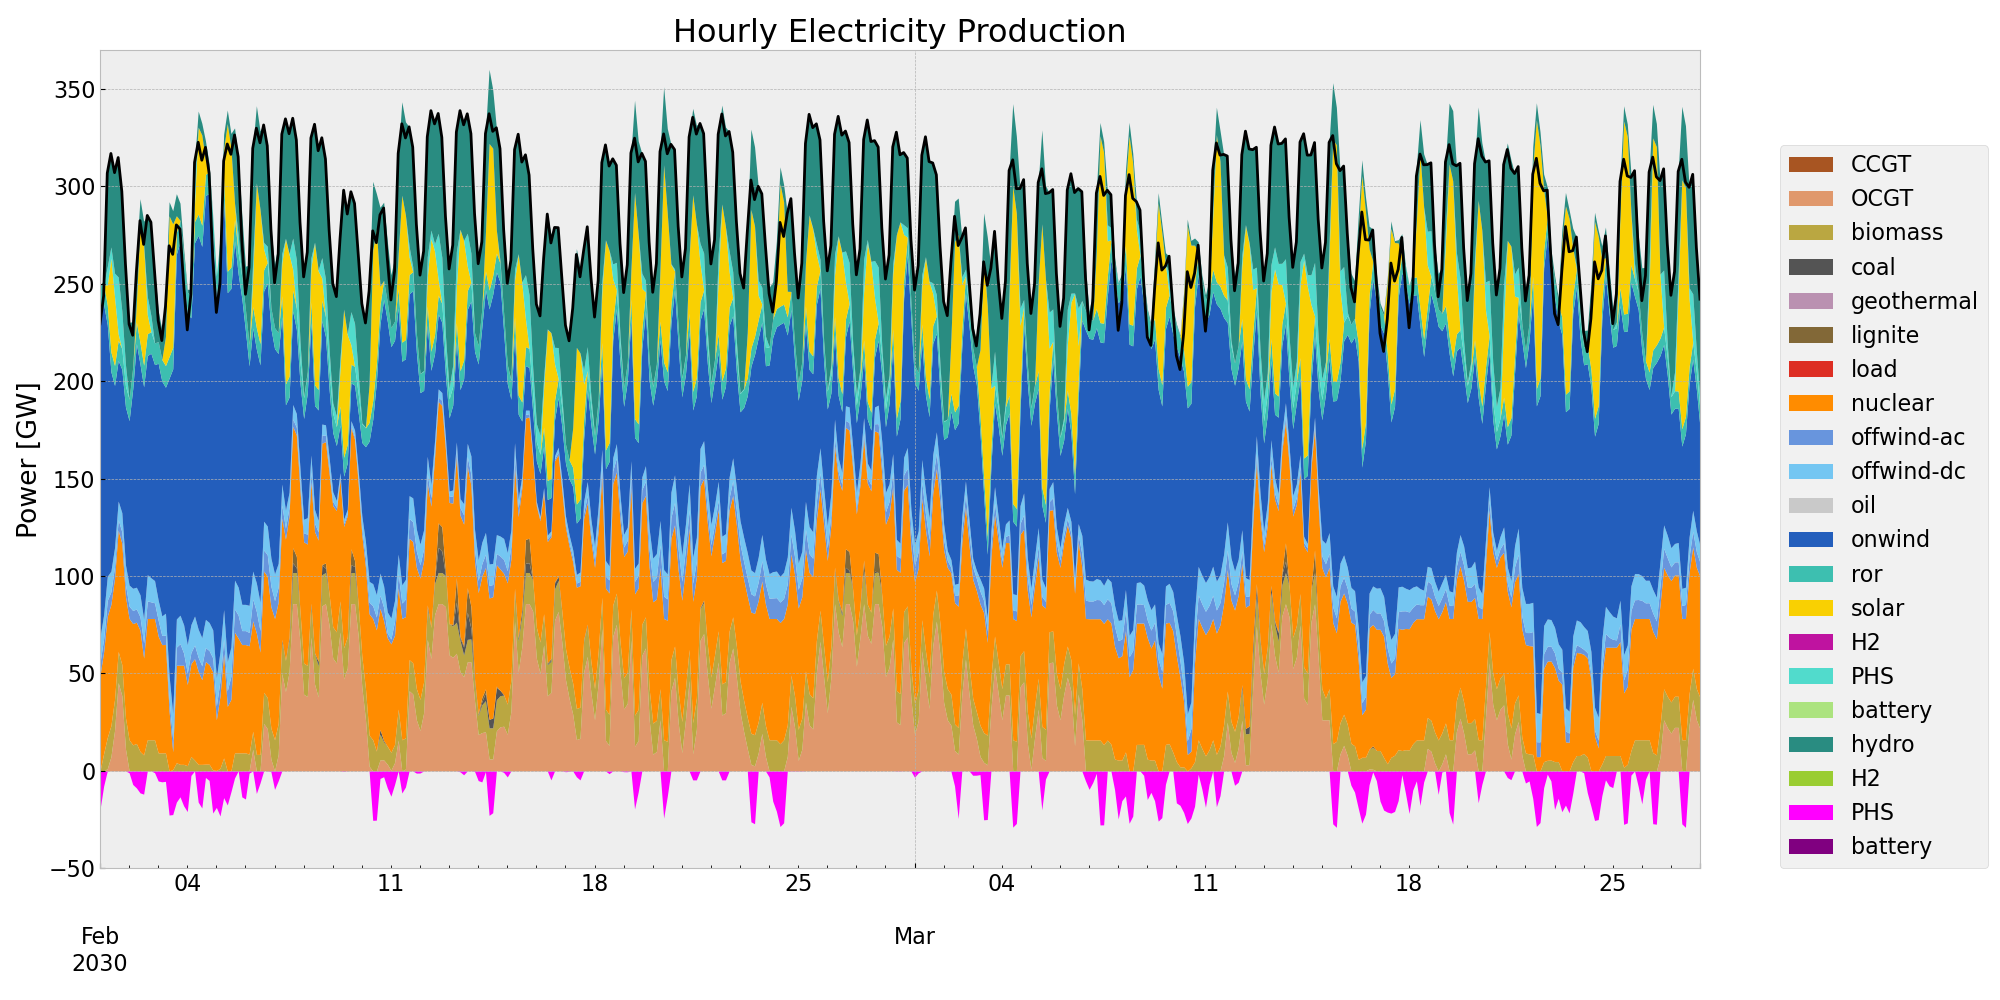 Hourly Electricity Production
Power [GW]
350
300
250
200
150
100
50
0
−50
04
11
18
25
04
11
18
25
Feb
2030
Mar
CCGT
OCGT
biomass
coal
geothermal
lignite
load
nuclear
offwind-ac
offwind-dc
oil
onwind
ror
solar
H2
PHS
battery
hydro
H2
PHS
battery